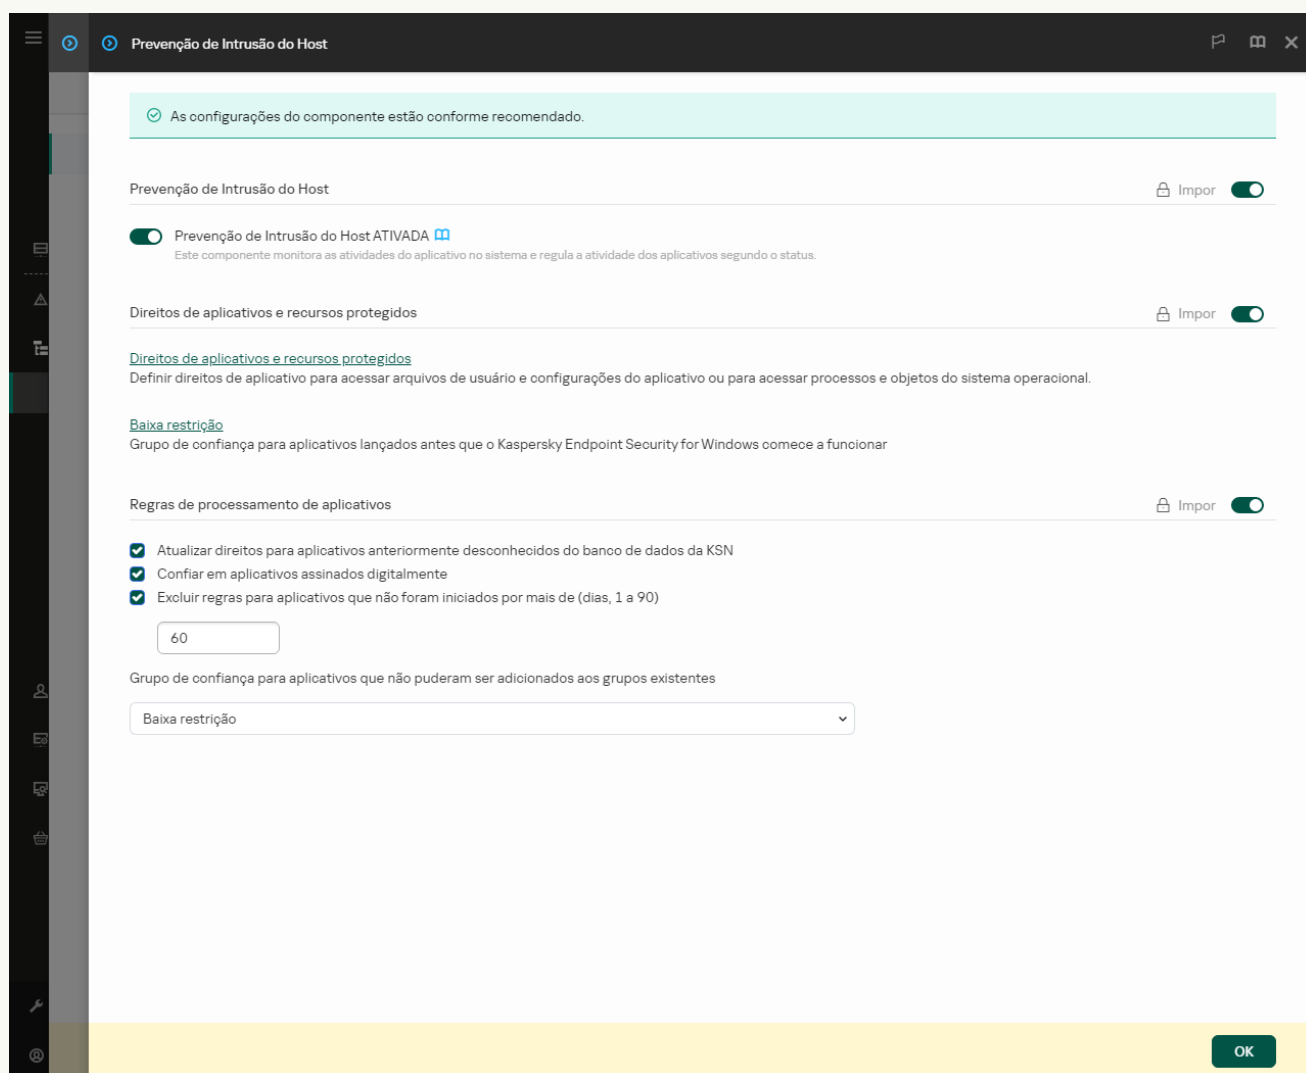 Prevenção de Intrusão do Host
As configurações do componente estão conforme recomendado.
Prevenção de Intrusão do Host
Impor
Prevenção de Intrusão do Host ATIVADA
Este componente monitora as atividades do aplicativo no sistema e regula a atividade dos aplicativos segundo o status.
Direitos de aplicativos e recursos protegidos
Impor
Direitos de aplicativos e recursos protegidos
Definir direitos de aplicativo para acessar arquivos de usuário e configurações do aplicativo ou para acessar processos e objetos do sistema operacional.
Baixa restrição
Grupo de confiança para aplicativos lançados antes que o Kaspersky Endpoint Security for Windows comece a funcionar
Regras de processamento de aplicativos
Impor
Atualizar direitos para aplicativos anteriormente desconhecidos do banco de dados da KSN
Confiar em aplicativos assinados digitalmente
Excluir regras para aplicativos que não foram iniciados por mais de (dias, 1 a 90)
60
Grupo de confiança para aplicativos que não puderam ser adicionados aos grupos existentes
Baixa restrição
OK